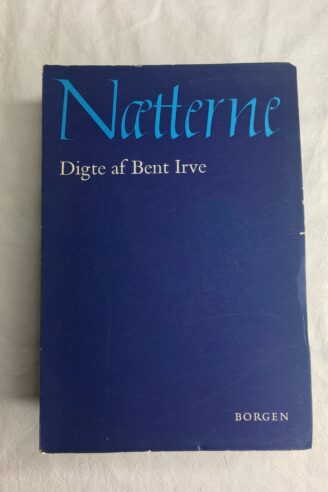 Nætterne
Digte af Bent Irve
BORGEN